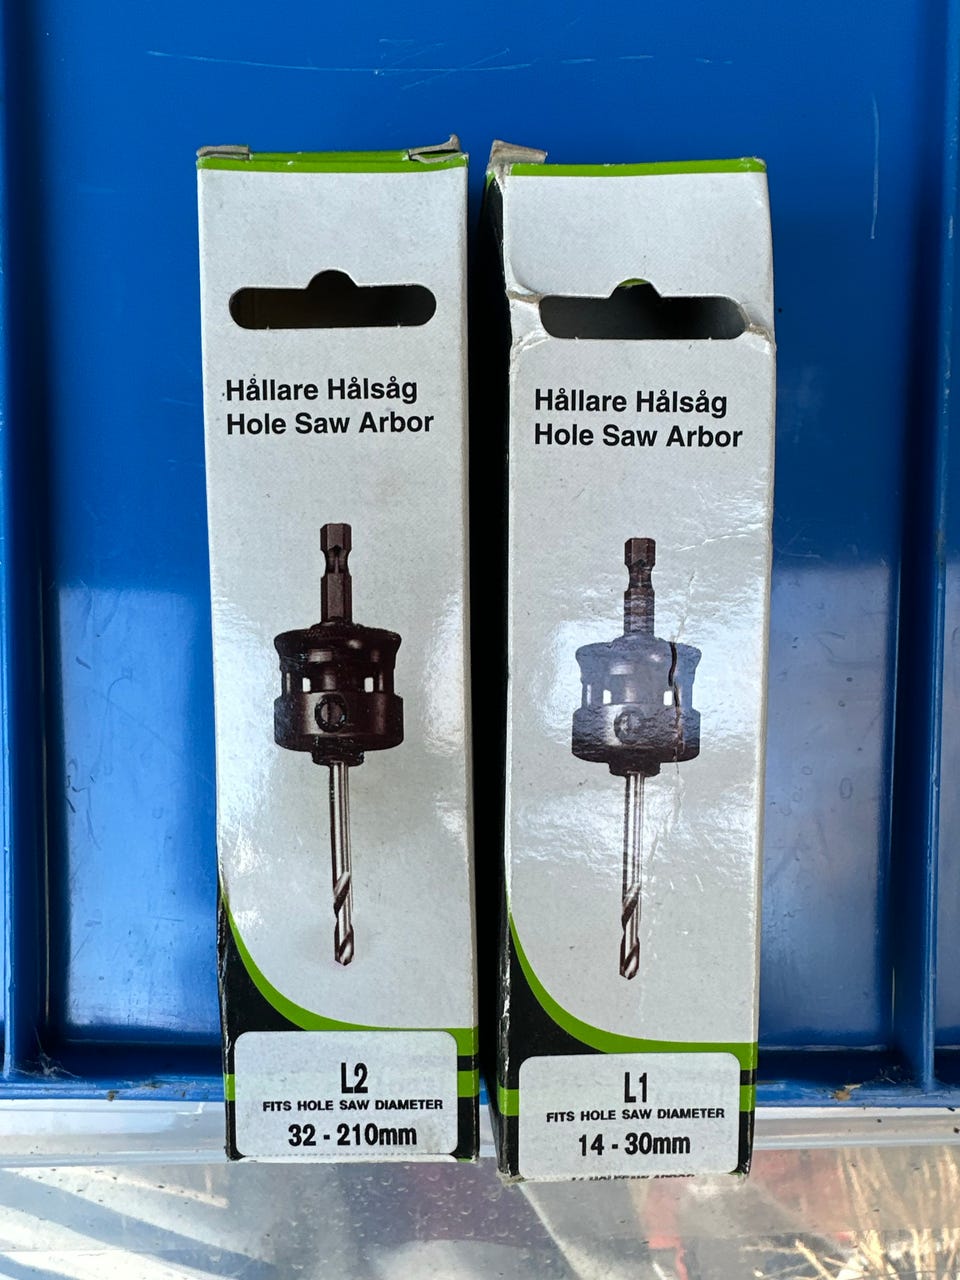 Hållare Hålsåg
Hole Saw Arbor
L2
FITS HOLE SAW DIAMETER
32 - 210mm
Hållare Hålsåg
Hole Saw Arbor
L1
FITS HOLE SAW DIAMETER
14 - 30mm